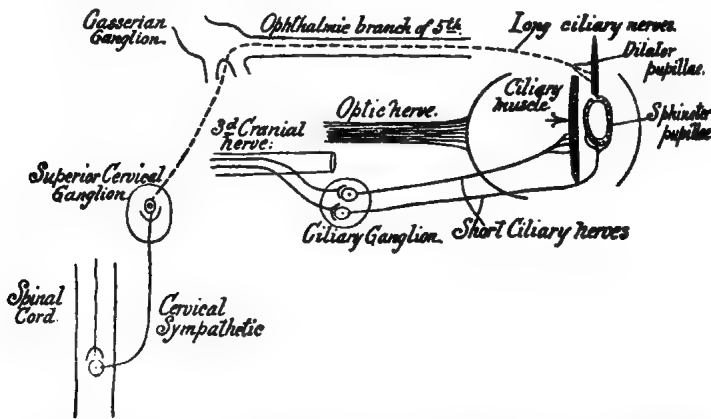 Gasserian
Ganglion.
Ophthalmic branch of 5th.
Long ciliary nerves.
Dilator
pupillae.
Ciliary
muscle
Optic nerve.
Sphincter
pupillae
3d Cranial
nerve.
Superior Cervical
Ganglion
Ciliary Ganglion.
Short Ciliary nerves
Spinal
Cord.
Cervical
Sympathetic